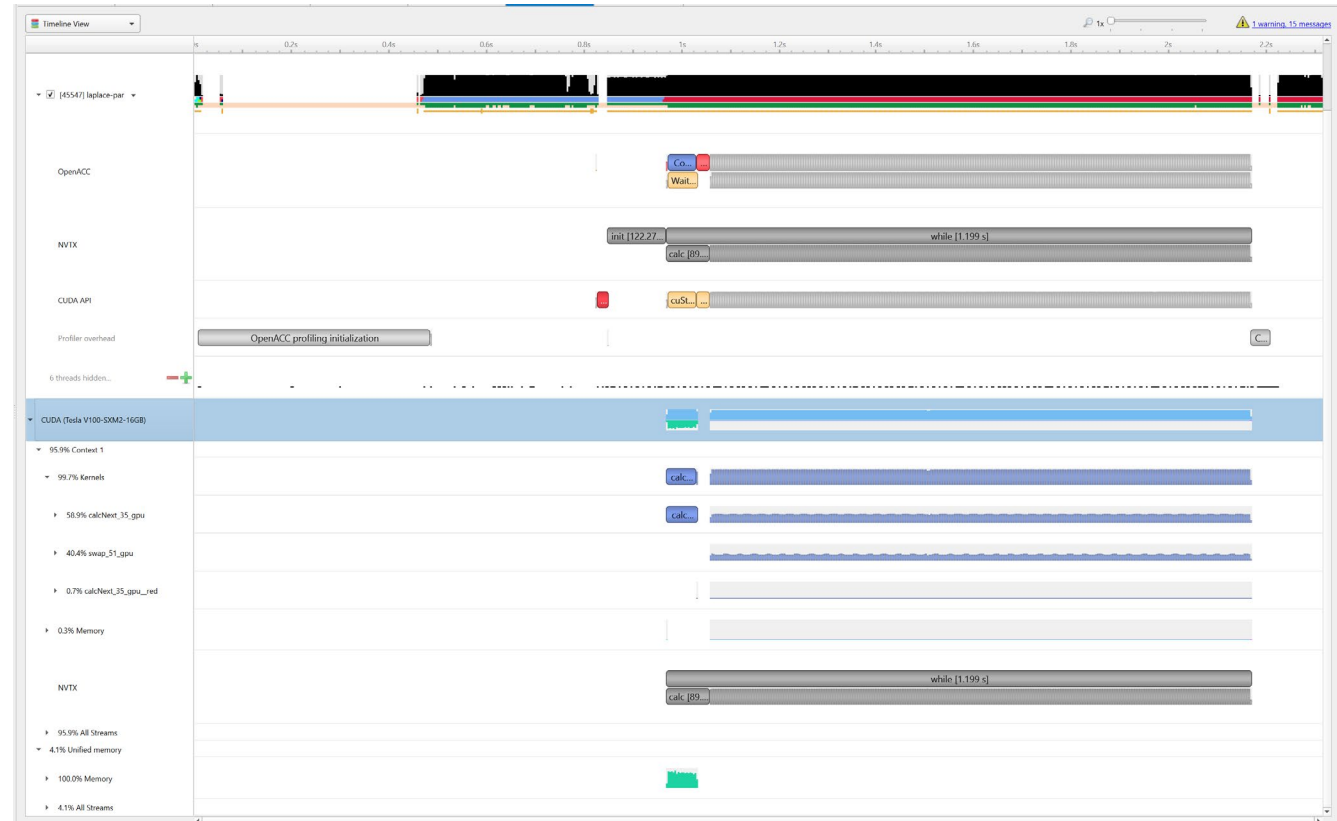 Timeline View
1x
1 warning, 15 messages
s 0.2s 0.4s 0.6s 0.8s 1s 1.2s 1.4s 1.6s 1.8s 2s 2.2s
[45547] laplace-par
OpenACC
Co...
...
Wait...
NVTX
init [122.27...
while [1.199 s]
calc [89....
CUDA API
...
cuSt...
...
Profiler overhead
OpenACC profiling initialization
C...
6 threads hidden...
CUDA (Tesla V100-SXM2-16GB)
95.9% Context 1
99.7% Kernels
calc...
58.9% calcNext_35_gpu
calc...
40.4% swap_51_gpu
0.7% calcNext_35_gpu__red
0.3% Memory
NVTX
while [1.199 s]
calc [89....
95.9% All Streams
4.1% Unified memory
100.0% Memory
4.1% All Streams